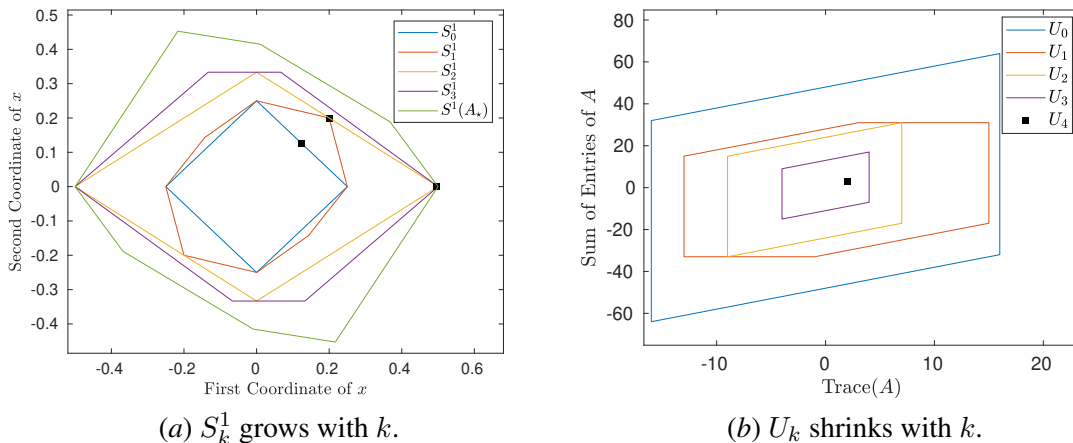 0.5
0.4
0.3
0.2
0.1
0
-0.1
-0.2
-0.3
-0.4
-0.4
-0.2
0
0.2
0.4
0.6
Second Coordinate of x
First Coordinate of x
S_0^1
S_1^1
S_2^1
S_3^1
S^1(A_⋆)
(a) S_k^1 grows with k.
80
60
40
20
0
-20
-40
-60
-10
0
10
20
Sum of Entries of A
Trace(A)
U_0
U_1
U_2
U_3
U_4
(b) U_k shrinks with k.